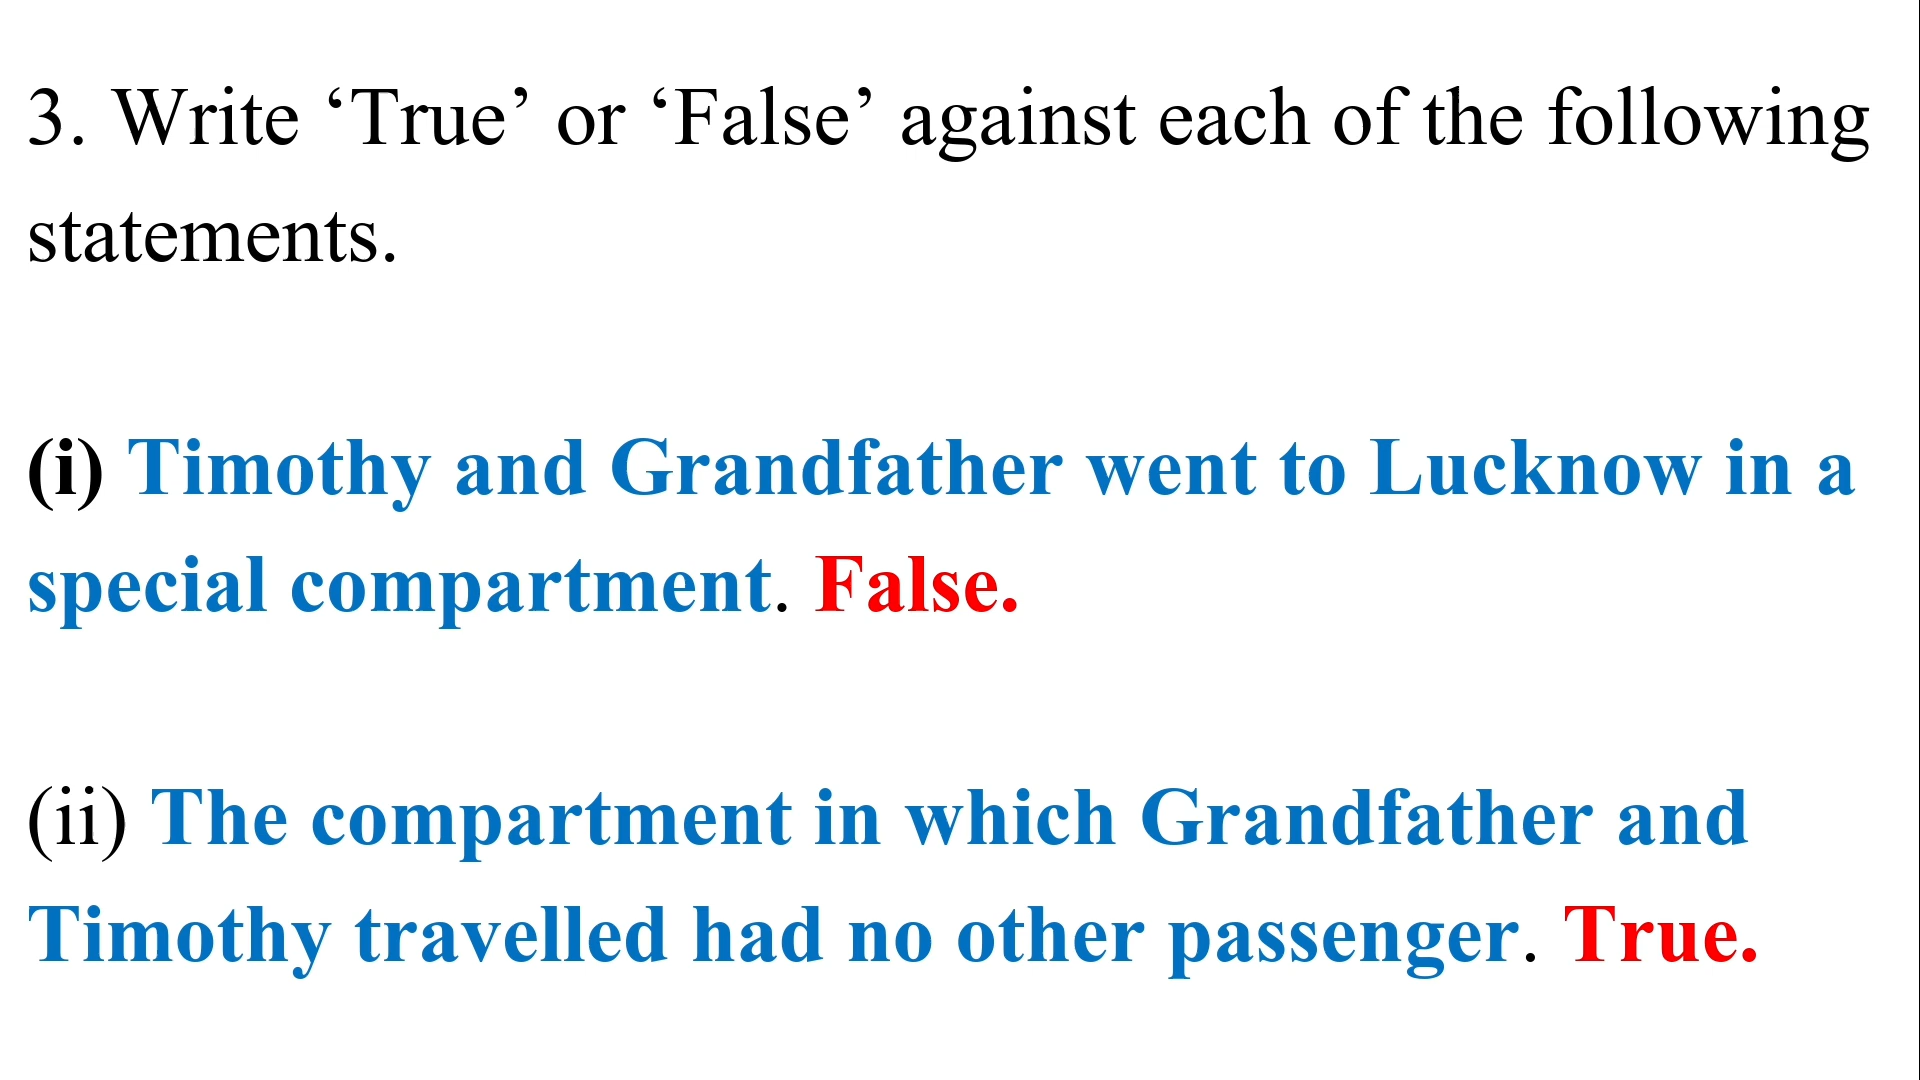 3. Write ‘True’ or ‘False’ against each of the following
statements.
(i) Timothy and Grandfather went to Lucknow in a
special compartment. False.
(ii) The compartment in which Grandfather and
Timothy travelled had no other passenger. True.